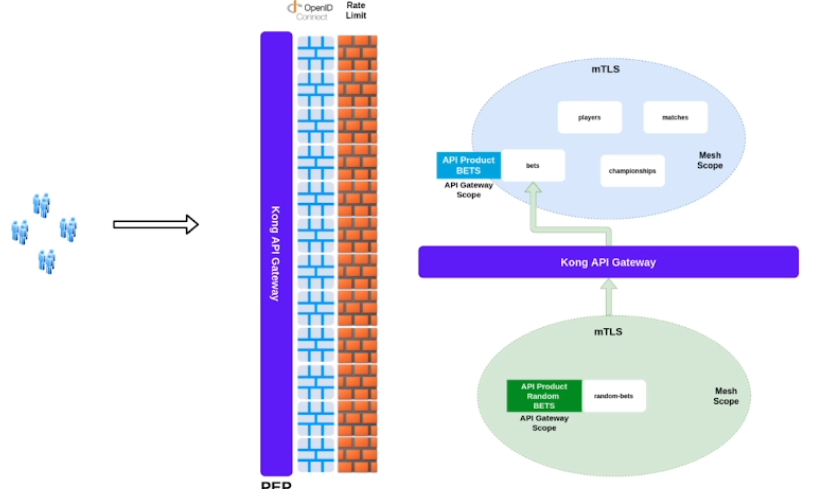 OpenID
Connect
Rate
Limit
Kong API Gateway
PEP
mTLS
players
matches
API Product
BETS
bets
championships
Mesh
Scope
API Gateway
Scope
Kong API Gateway
mTLS
API Product
Random
BETS
random-bets
Mesh
Scope
API Gateway
Scope